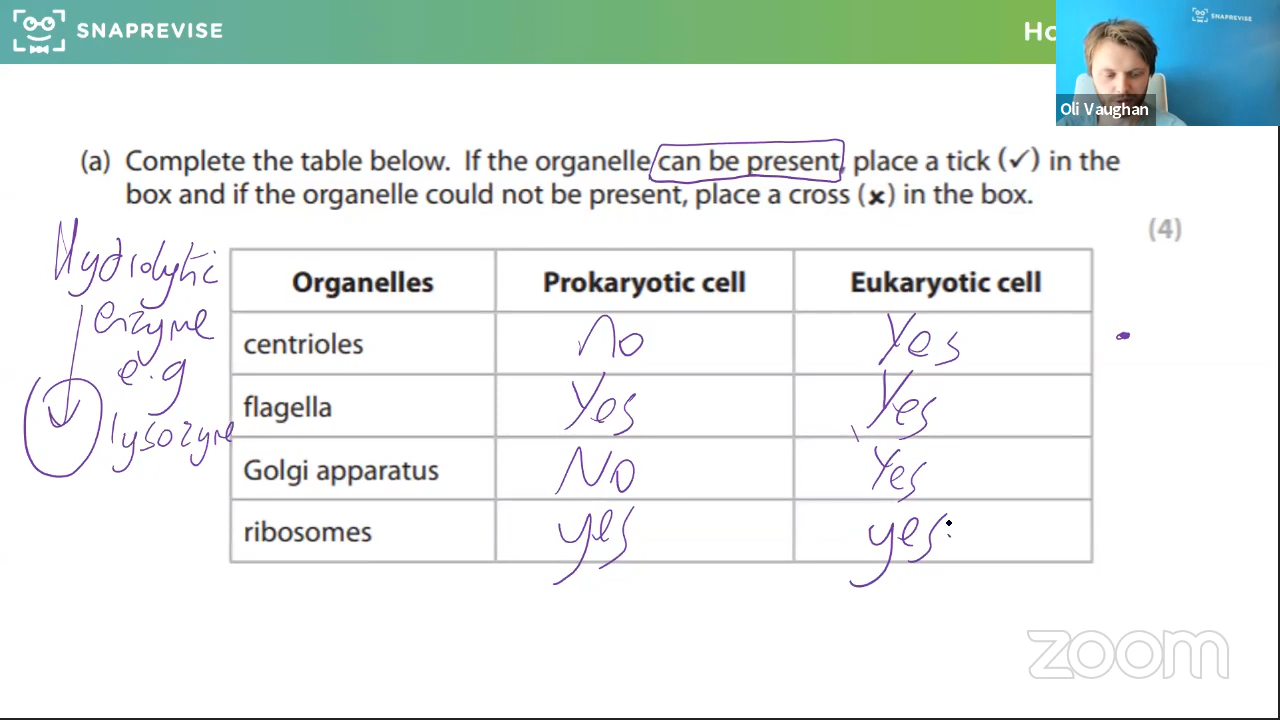 SNAPREVISE
Ho
SNAPREVISE
Oli Vaughan
(a) Complete the table below. If the organelle can be present, place a tick (✓) in the
box and if the organelle could not be present, place a cross (✗) in the box.
(4)
Hydrolytic
enzyme
e.g
lysozyme
Organelles Prokaryotic cell Eukaryotic cell
centrioles No Yes
flagella Yes Yes
Golgi apparatus No Yes
ribosomes yes yes
zoom